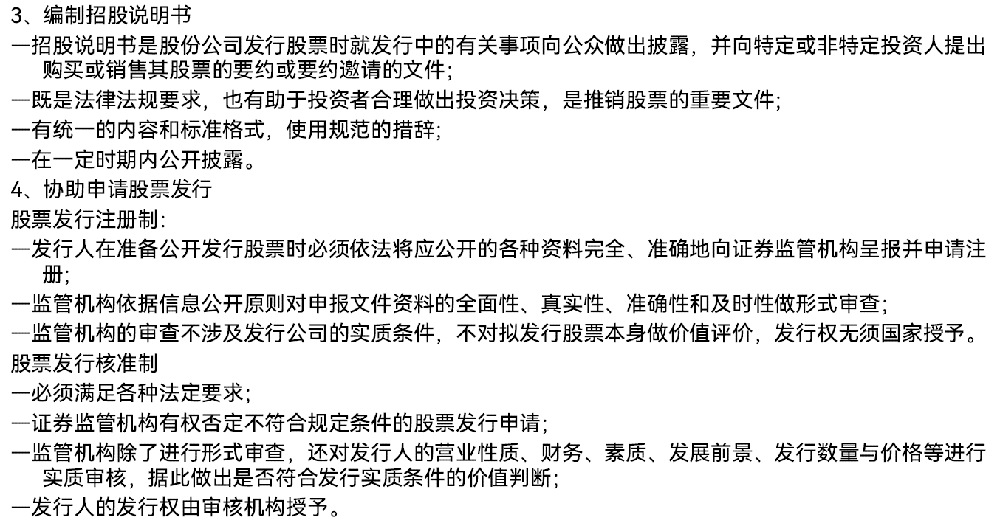 3、编制招股说明书
—招股说明书是股份公司发行股票时就发行中的有关事项向公众做出披露，并向特定或非特定投资人提出
购买或销售其股票的要约或要约邀请的文件；
—既是法律法规要求，也有助于投资者合理做出投资决策，是推销股票的重要文件；
—有统一的内容和标准格式，使用规范的措辞；
—在一定时期内公开披露。
4、协助申请股票发行
股票发行注册制：
—发行人在准备公开发行股票时必须依法将应公开的各种资料完全、准确地向证券监管机构呈报并申请注
册；
—监管机构依据信息公开原则对申报文件资料的全面性、真实性、准确性和及时性做形式审查；
—监管机构的审查不涉及发行公司的实质条件，不对拟发行股票本身做价值评价，发行权无须国家授予。
股票发行核准制
—必须满足各种法定要求；
—证券监管机构有权否定不符合规定条件的股票发行申请；
—监管机构除了进行形式审查，还对发行人的营业性质、财务、素质、发展前景、发行数量与价格等进行
实质审核，据此做出是否符合发行实质条件的价值判断；
—发行人的发行权由审核机构授予。